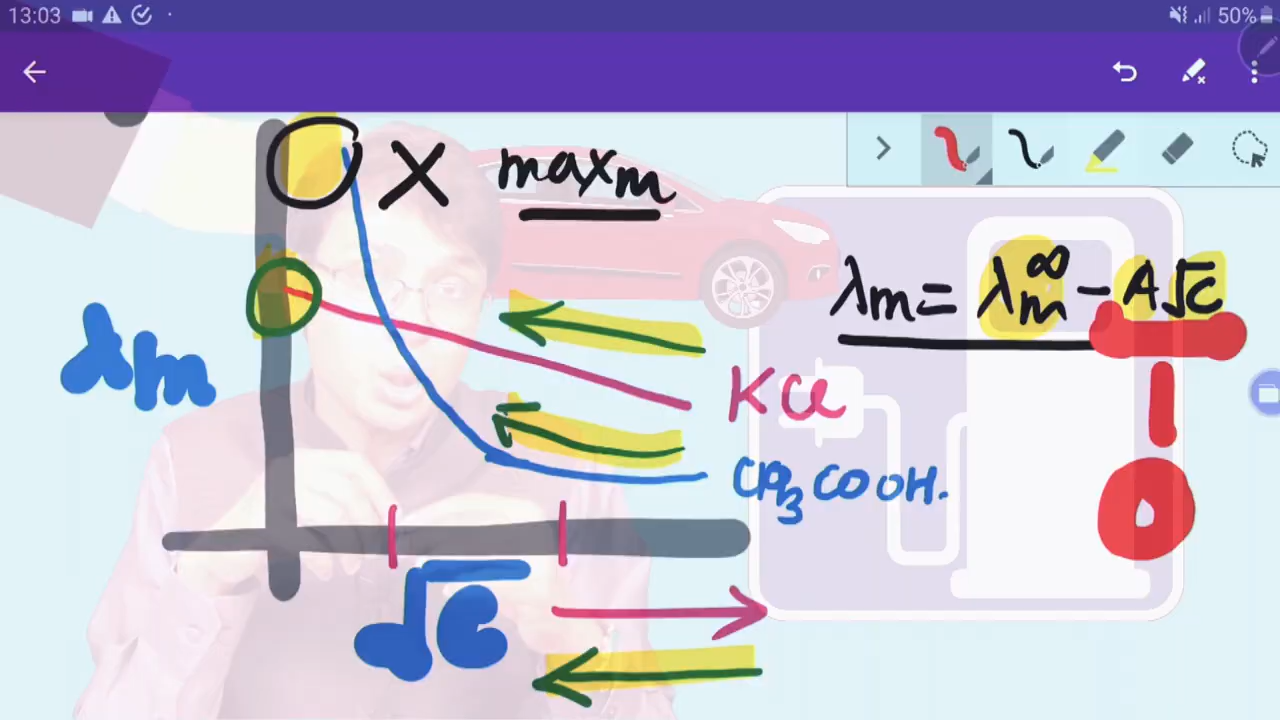 13:03
50%
X maxm
λm = λm∞ - A√C
λm
KCl
CH3COOH.
√C